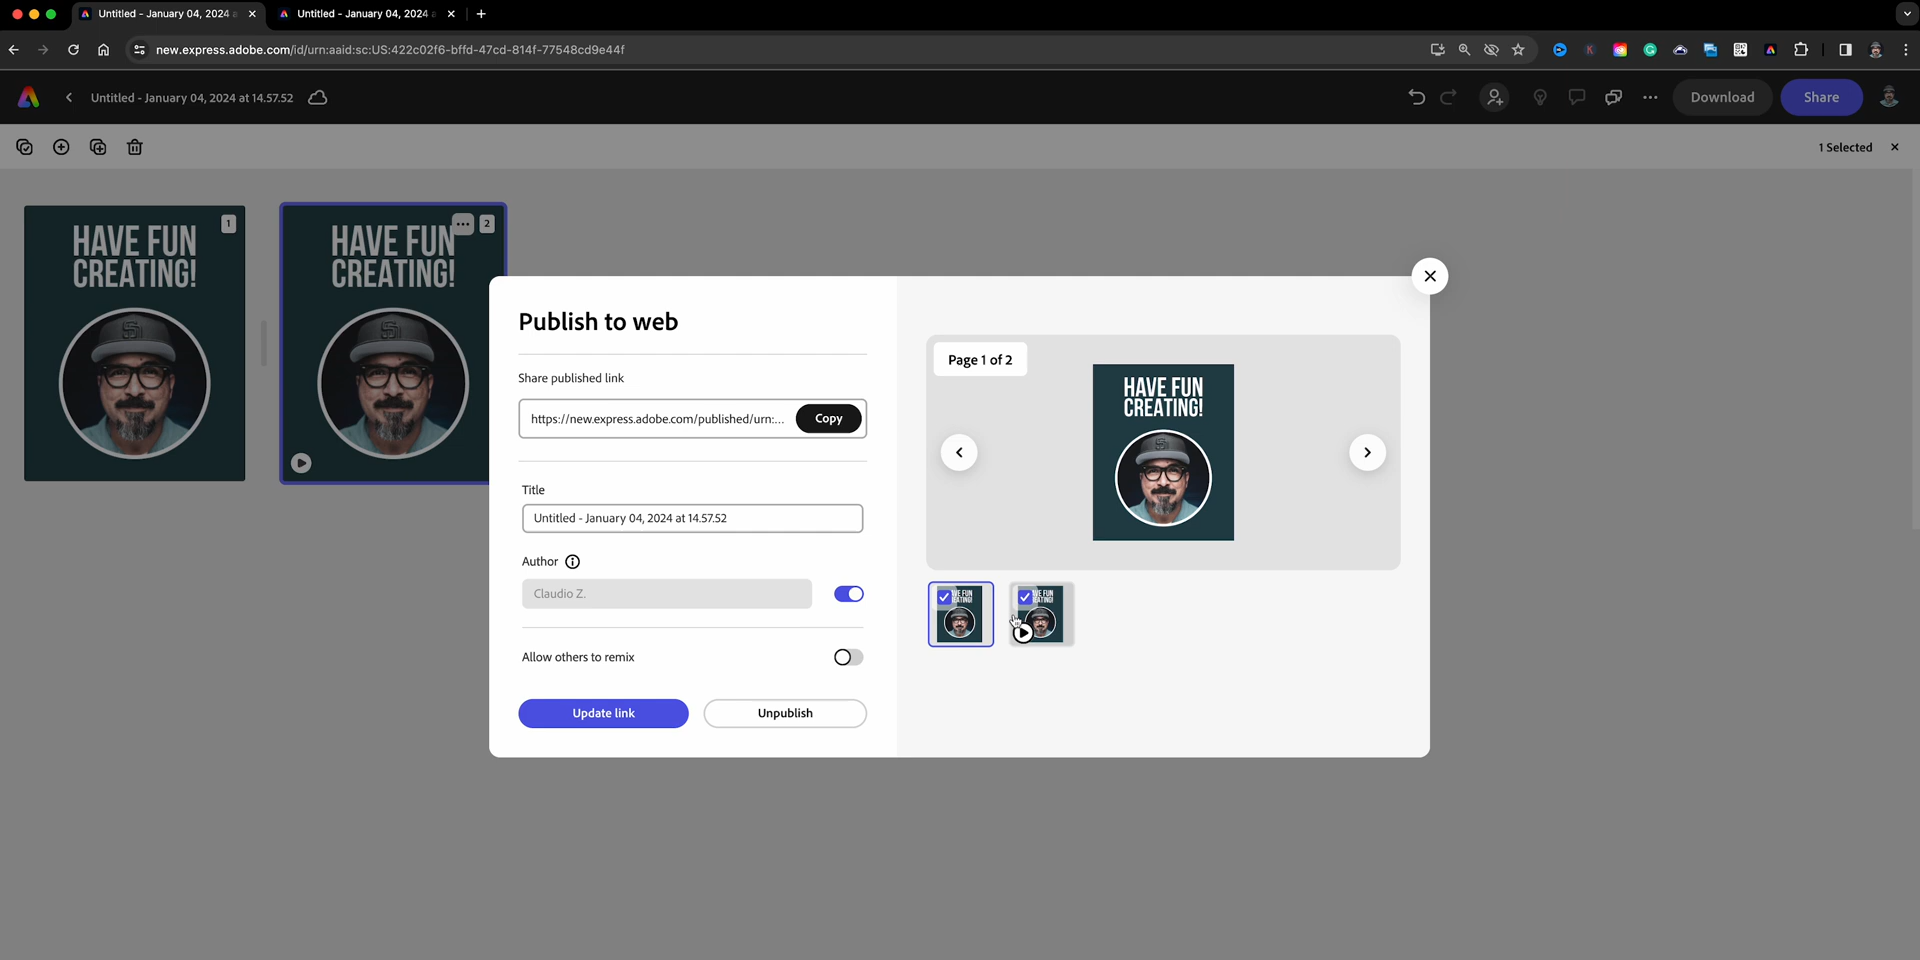 Untitled - January 04, 2024 a
Untitled - January 04, 2024
new.express.adobe.com/id/urn:aaid:sc:US:422c02f6-bffd-47cd-814f-77548cd9e44f
Untitled - January 04, 2024 at 14.57.52
Download
Share
1 Selected
HAVE FUN
CREATING!
1
HAVE FUN
CREATING!
2
Publish to web
Share published link
https://new.express.adobe.com/published/urn:...
Copy
Title
Untitled - January 04, 2024 at 14.57.52
Author
Claudio Z.
Allow others to remix
Update link
Unpublish
Page 1 of 2
HAVE FUN
CREATING!